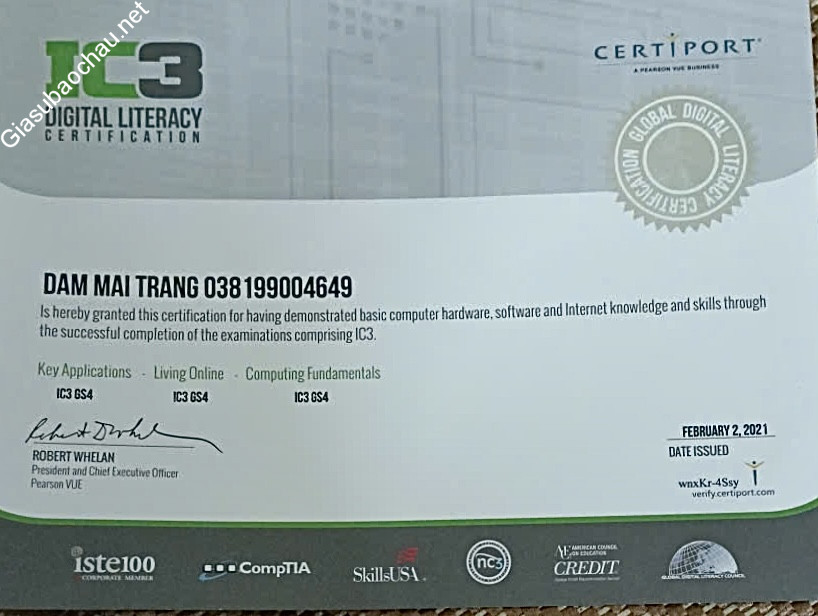 Giasubaochau.net
IC3
DIGITAL LITERACY
CERTIFICATION
CERTIPORT
A PEARSON VUE BUSINESS
GLOBAL DIGITAL LITERACY CERTIFICATION
DAM MAI TRANG 038199004649
Is hereby granted this certification for having demonstrated basic computer hardware, software and Internet knowledge and skills through
the successful completion of the examinations comprising IC3.
Key Applications - Living Online - Computing Fundamentals
IC3 GS4 IC3 GS4 IC3 GS4
ROBERT WHELAN
President and Chief Executive Officer
Pearson VUE
FEBRUARY 2, 2021
DATE ISSUED
wnxKr-4Ssy
verify.certiport.com
iste100
CORPORATE MEMBER
CompTIA
SkillsUSA
nc3
ACE AMERICAN COUNCIL ON EDUCATION
CREDIT
GLOBAL DIGITAL LITERACY COUNCIL